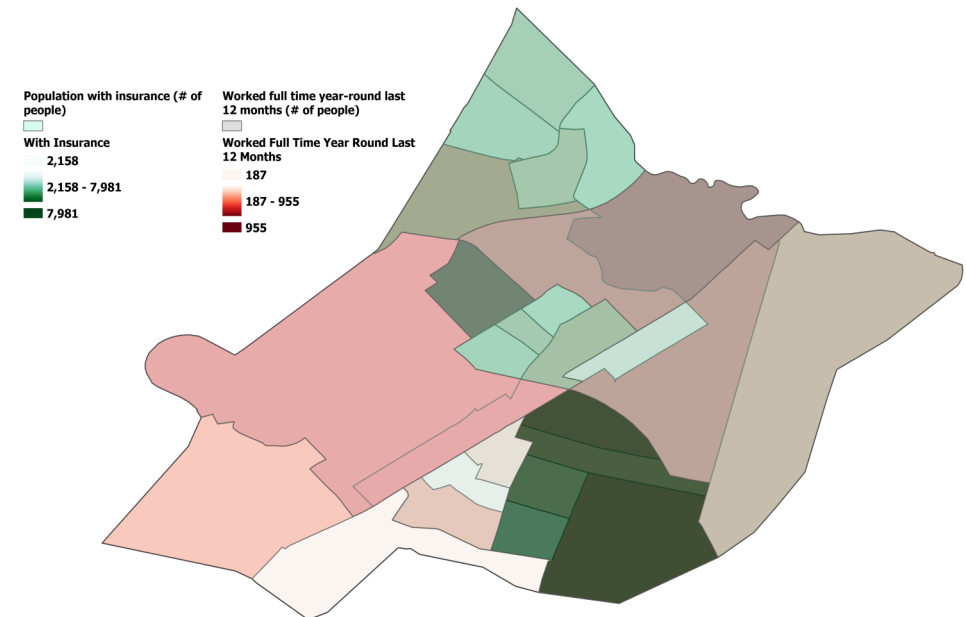 Population with insurance (# of
people)
With Insurance
2,158
2,158 - 7,981
7,981
Worked full time year-round last
12 months (# of people)
Worked Full Time Year Round Last
12 Months
187
187 - 955
955